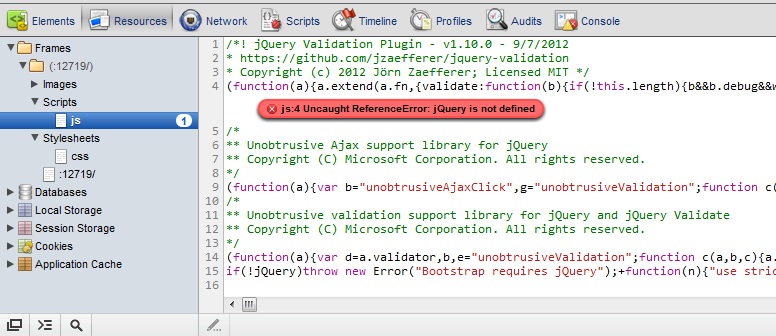 Elements Resources Network Scripts Timeline Profiles Audits Console
Frames
(:12719/)
Images
Scripts
js 1
Stylesheets
css
:12719/
Databases
Local Storage
Session Storage
Cookies
Application Cache
1 /*! jQuery Validation Plugin - v1.10.0 - 9/7/2012
2 * https://github.com/jzaefferer/jquery-validation
3 * Copyright (c) 2012 Jörn Zaefferer; Licensed MIT */
4 (function(a){a.extend(a.fn,{validate:function(b){if(!this.length){b&&b.debug&&w
js:4 Uncaught ReferenceError: jQuery is not defined
5 /*
6 ** Unobtrusive Ajax support library for jQuery
7 ** Copyright (C) Microsoft Corporation. All rights reserved.
8 */
9 (function(a){var b="unobtrusiveAjaxClick",g="unobtrusiveValidation";function c(
10 /*
11 ** Unobtrusive validation support library for jQuery and jQuery Validate
12 ** Copyright (C) Microsoft Corporation. All rights reserved.
13 */
14 (function(a){var d=a.validator,b,e="unobtrusiveValidation";function c(a,b,c){a.
15 if(!jQuery)throw new Error("Bootstrap requires jQuery");+function(n){"use stric
16